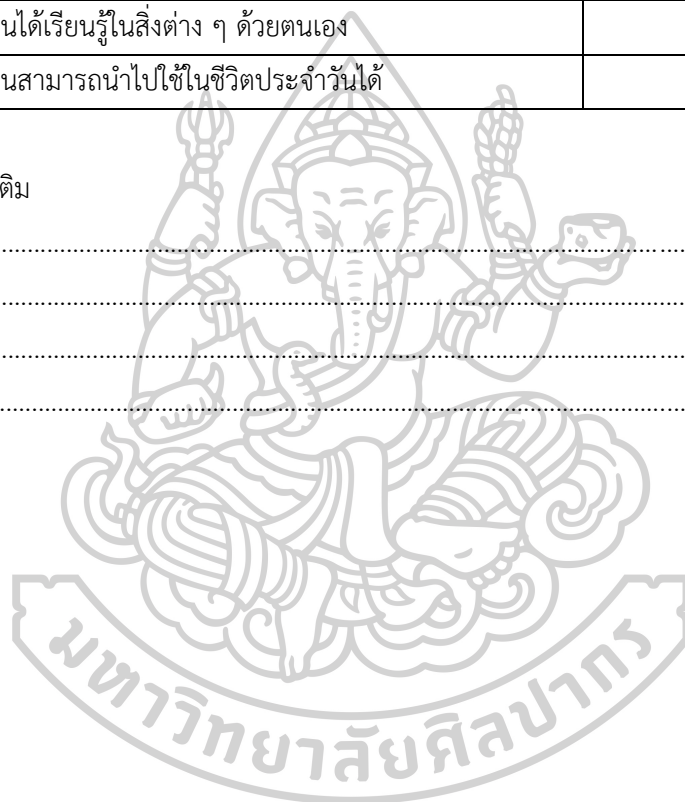 นได้เรียนรู้ในสิ่งต่าง ๆ ด้วยตนเอง
นสามารถนำไปใช้ในชีวิตประจำวันได้
ติม
................................................................................................
................................................................................................
................................................................................................
................................................................................................
มหาวิทยาลัยศิลปากร